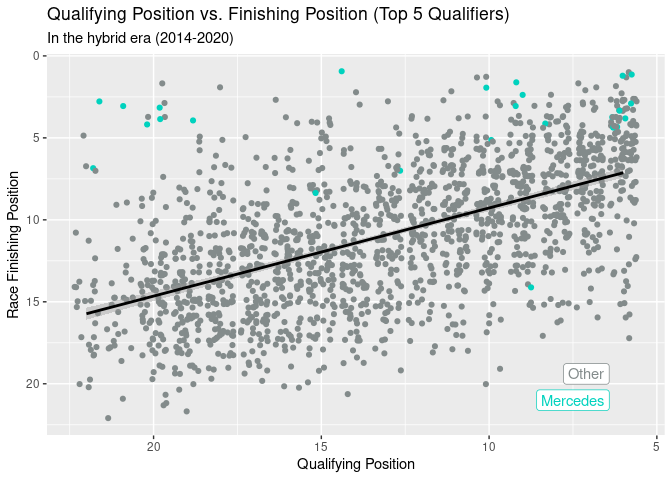 Qualifying Position vs. Finishing Position (Top 5 Qualifiers)
In the hybrid era (2014-2020)
0
5
10
15
20
Race Finishing Position
Other
Mercedes
20
15
10
5
Qualifying Position